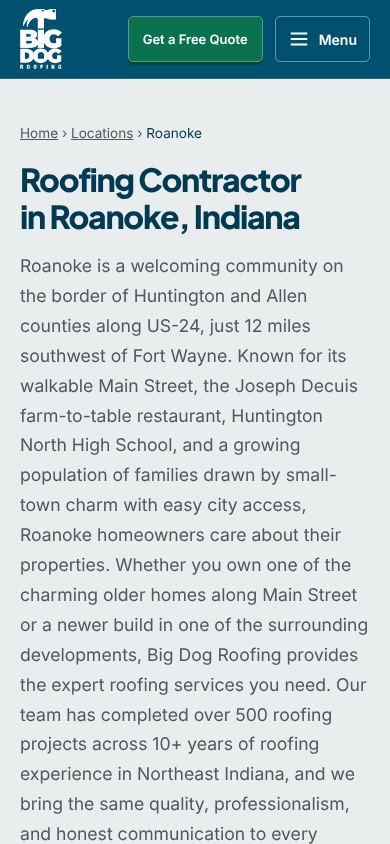 BIG
DOG
ROOFING
Get a Free Quote
Menu
Home › Locations › Roanoke
Roofing Contractor
in Roanoke, Indiana
Roanoke is a welcoming community on
the border of Huntington and Allen
counties along US-24, just 12 miles
southwest of Fort Wayne. Known for its
walkable Main Street, the Joseph Decuis
farm-to-table restaurant, Huntington
North High School, and a growing
population of families drawn by small-
town charm with easy city access,
Roanoke homeowners care about their
properties. Whether you own one of the
charming older homes along Main Street
or a newer build in one of the surrounding
developments, Big Dog Roofing provides
the expert roofing services you need. Our
team has completed over 500 roofing
projects across 10+ years of roofing
experience in Northeast Indiana, and we
bring the same quality, professionalism,
and honest communication to every